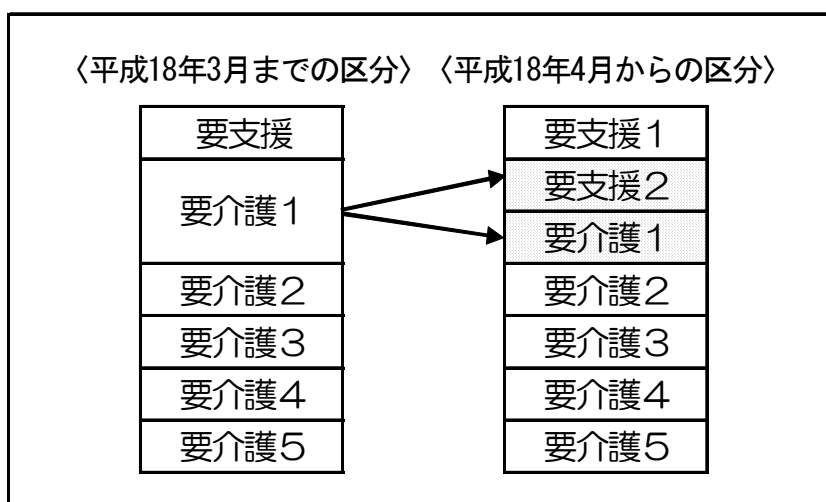 〈平成18年3月までの区分〉
要支援
要介護1
要介護2
要介護3
要介護4
要介護5
〈平成18年4月からの区分〉
要支援1
要支援2
要介護1
要介護2
要介護3
要介護4
要介護5